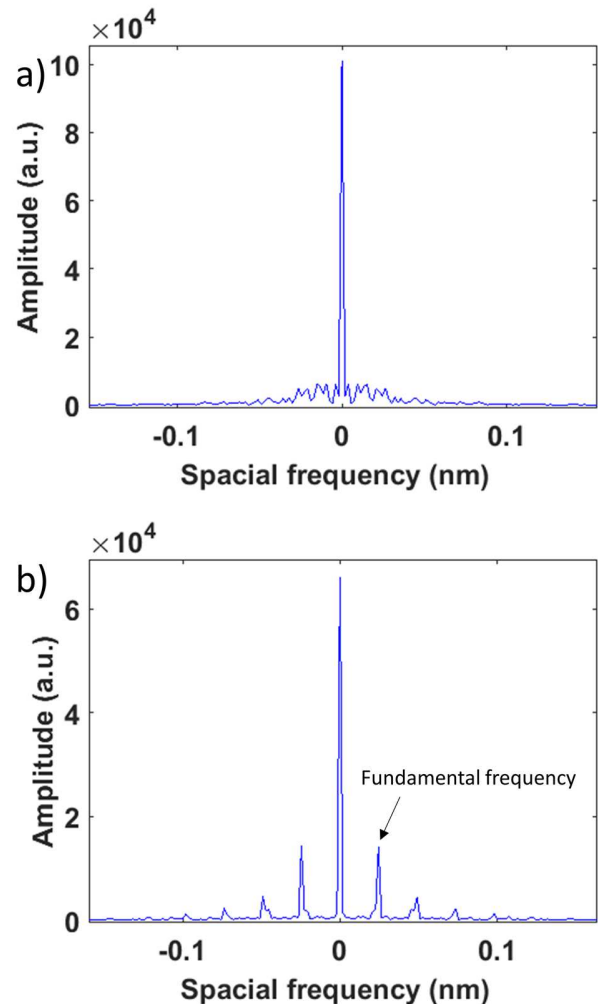 a)
×10⁴
10
8
6
4
2
0
Amplitude (a.u.)
-0.1 0 0.1
Spacial frequency (nm)
b)
×10⁴
6
4
2
0
Amplitude (a.u.)
Fundamental frequency
-0.1 0 0.1
Spacial frequency (nm)